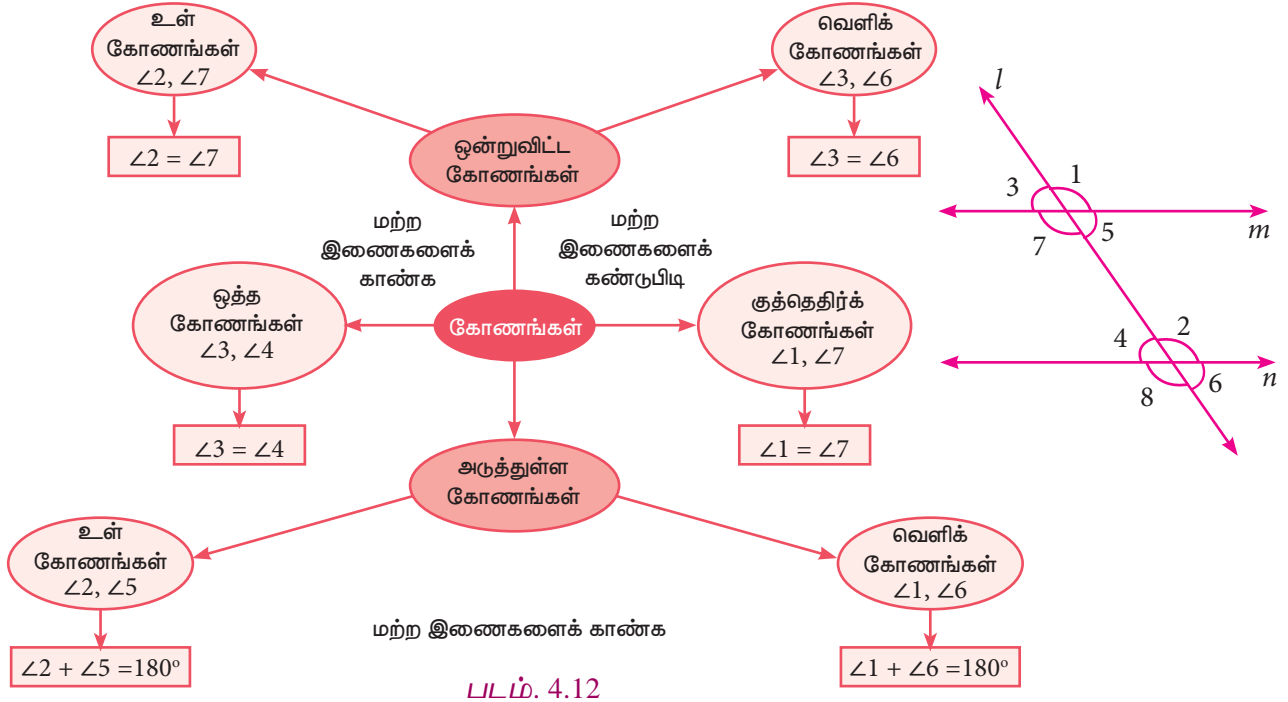 உள்
கோணங்கள்
∠2, ∠7
∠2 = ∠7
வெளிக்
கோணங்கள்
∠3, ∠6
∠3 = ∠6
ஒன்றுவிட்ட
கோணங்கள்
மற்ற
இணைகளைக்
காண்க
மற்ற
இணைகளைக்
கண்டுபிடி
ஒத்த
கோணங்கள்
∠3, ∠4
∠3 = ∠4
கோணங்கள்
குத்தெதிர்க்
கோணங்கள்
∠1, ∠7
∠1 = ∠7
அடுத்துள்ள
கோணங்கள்
உள்
கோணங்கள்
∠2, ∠5
∠2 + ∠5 =180°
வெளிக்
கோணங்கள்
∠1, ∠6
∠1 + ∠6 =180°
மற்ற இணைகளைக் காண்க
படம். 4.12
l
3 1
m
7 5
4 2
n
8 6